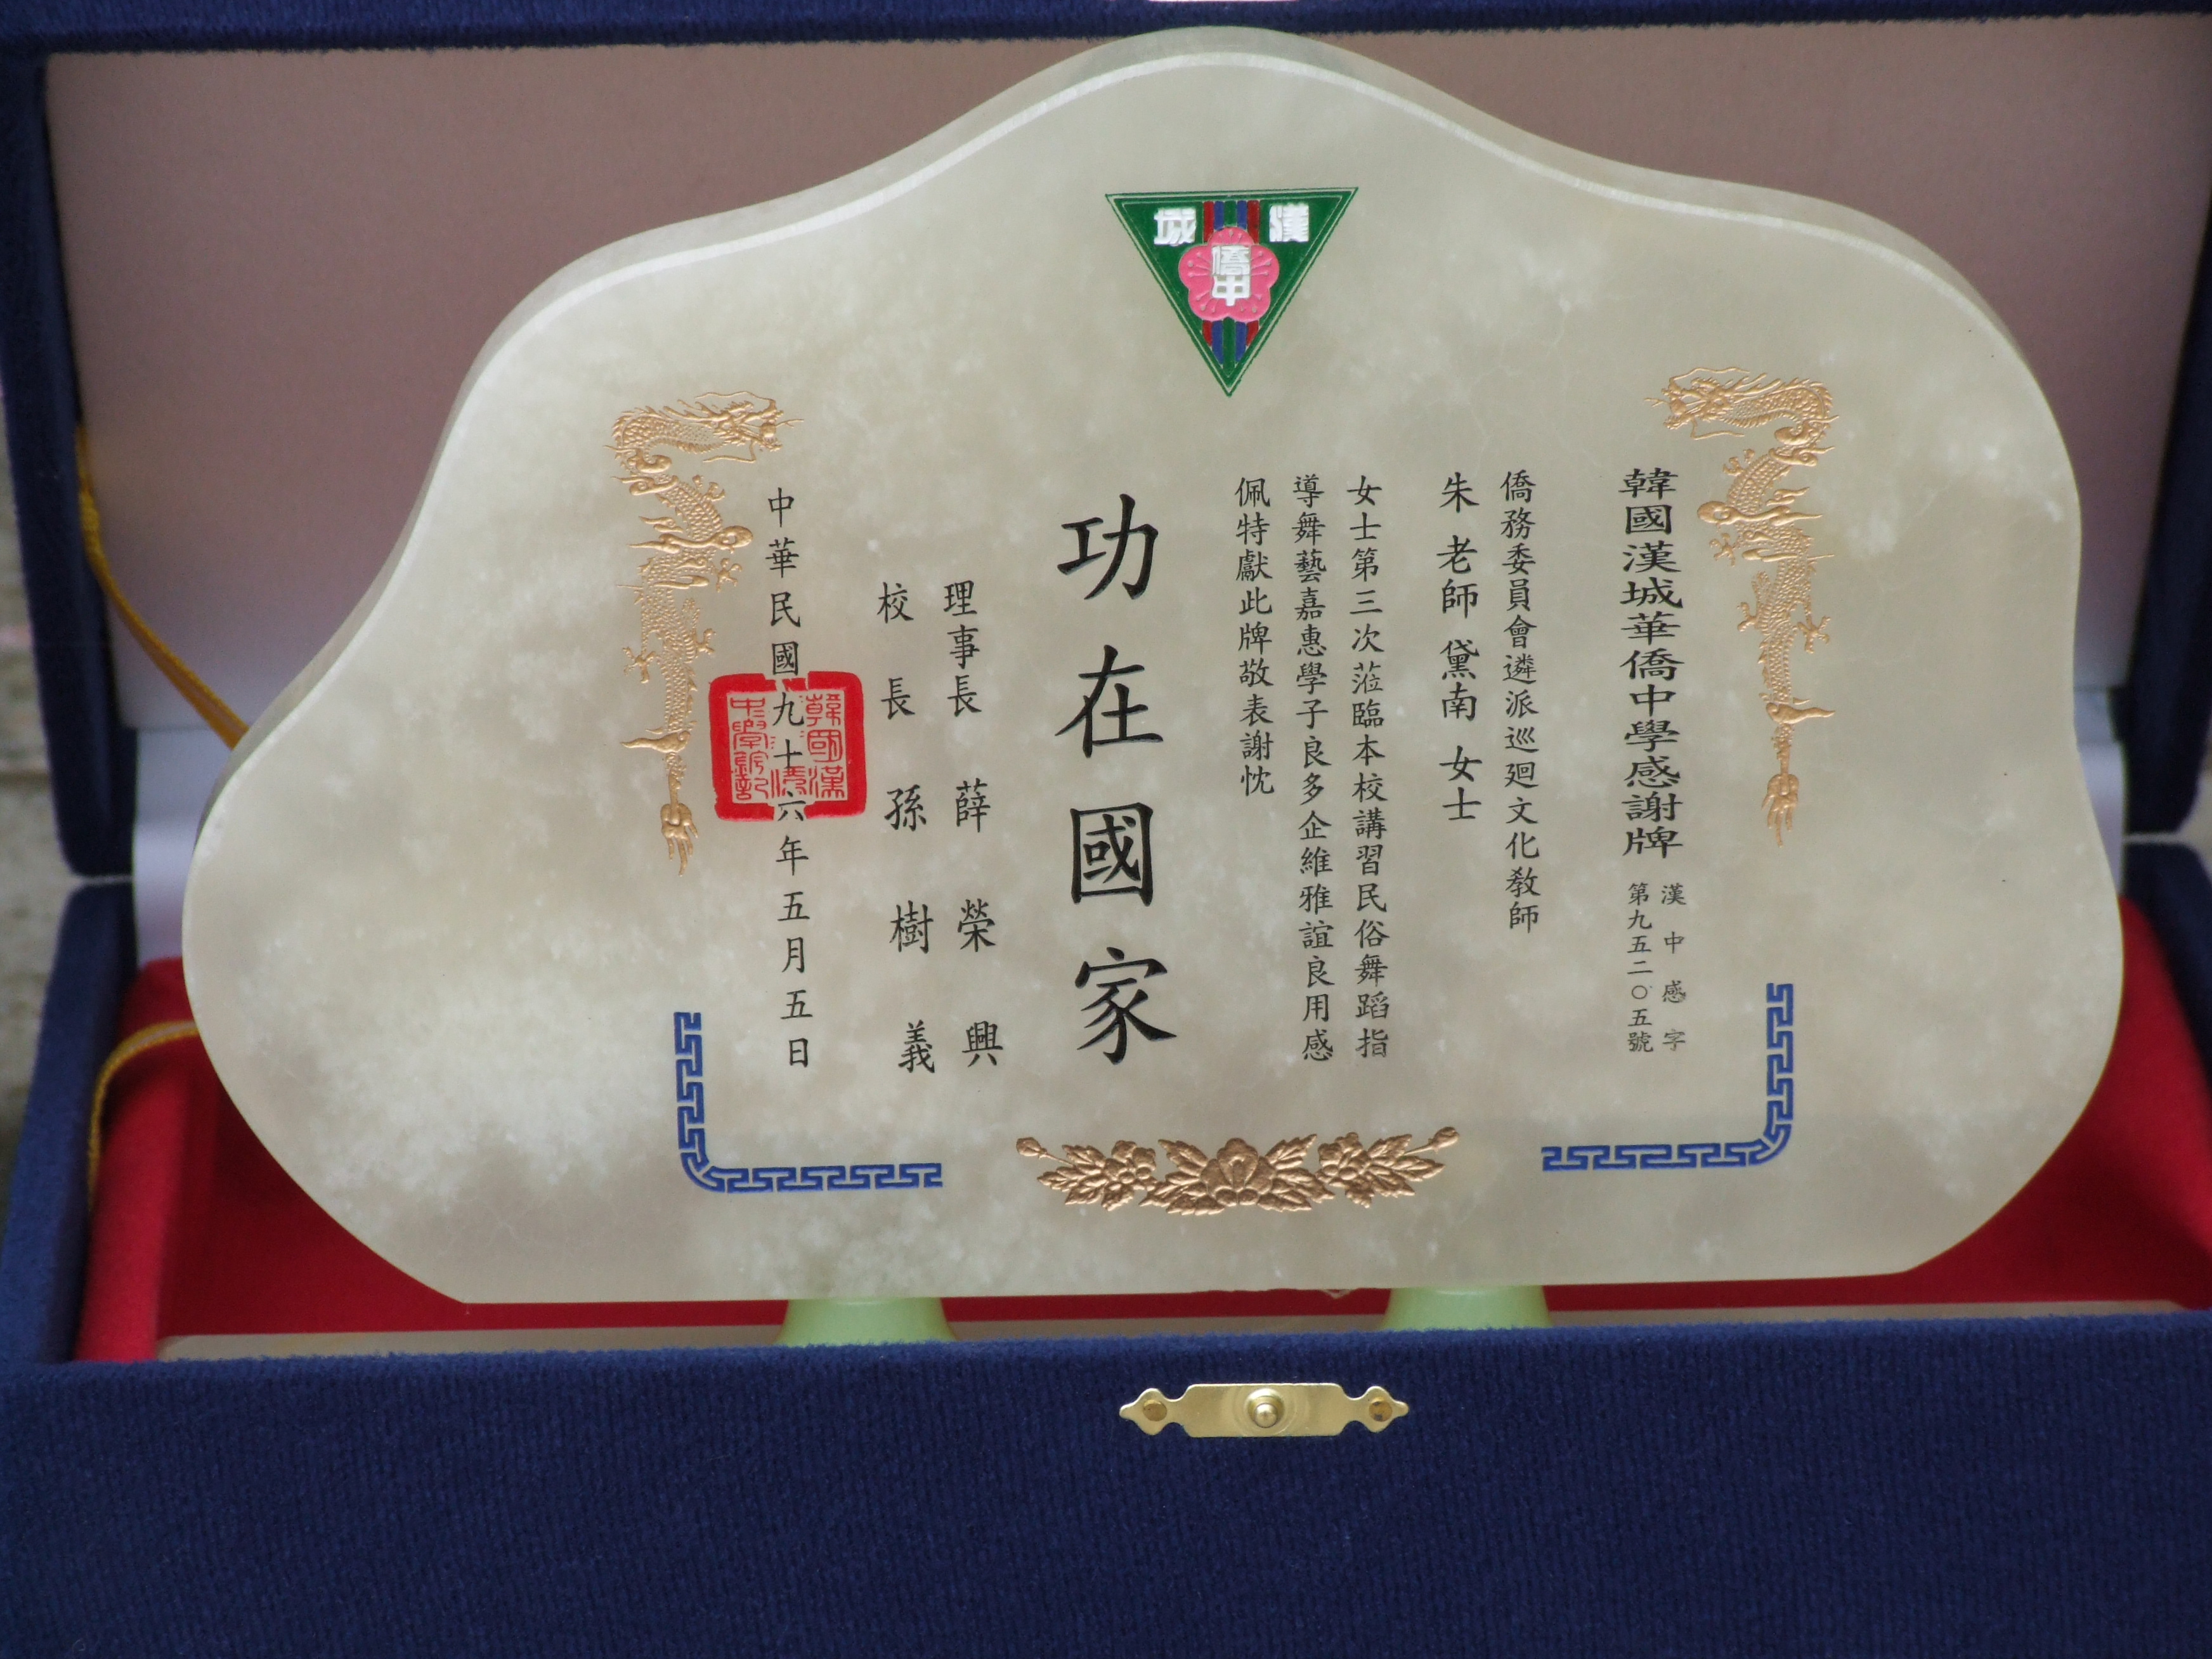 漢城
僑中
韓國漢城華僑中學感謝牌
漢中感字
第九五二〇五號
僑務委員會遴派巡迴文化教師
朱老師黛南女士
女士第三次蒞臨本校講習民俗舞蹈指
導舞藝嘉惠學子良多企維雅誼良用感
佩特獻此牌敬表謝忱
功在國家
理事長 薛榮興
校長 孫樹義
中華民國九十六年五月五日